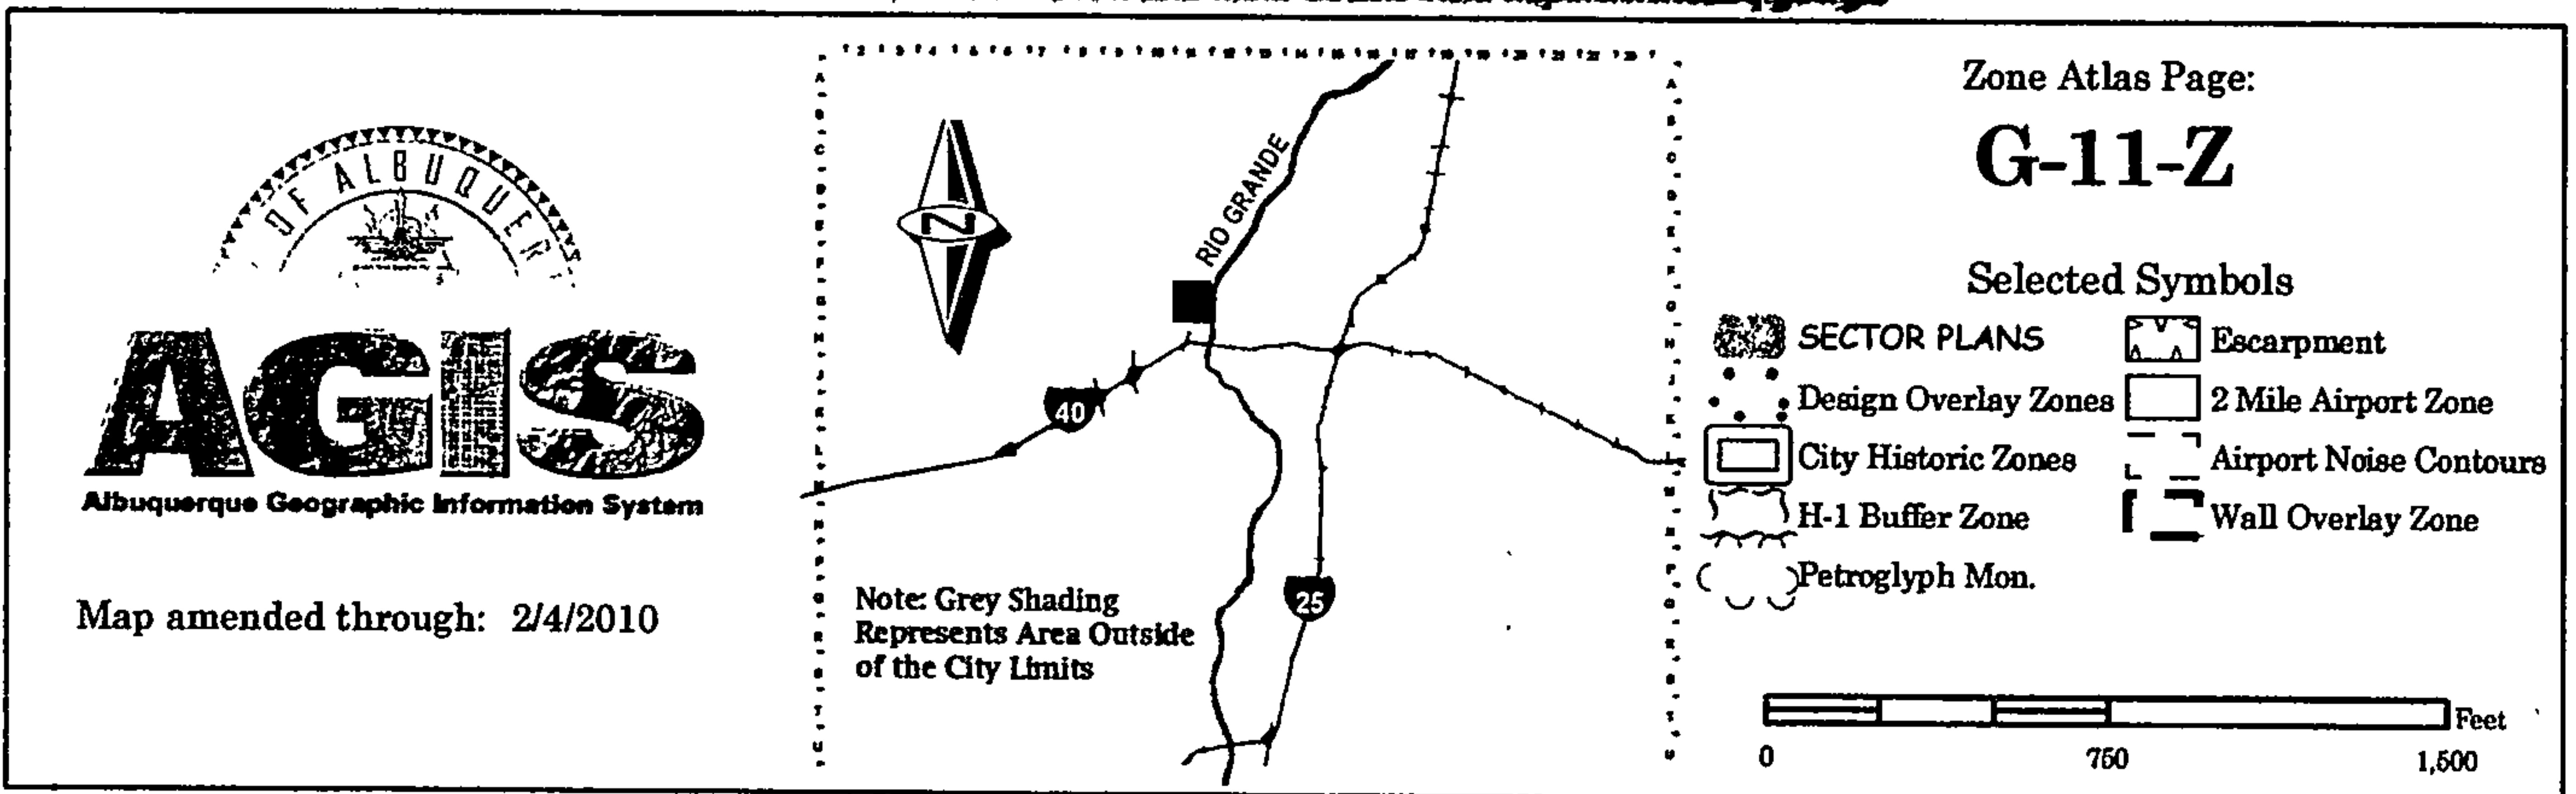 OF ALBUQUER
AGIS
Albuquerque Geographic Information System
Map amended through: 2/4/2010
RIO GRANDE
N
40
25
Note: Grey Shading
Represents Area Outside
of the City Limits
Zone Atlas Page:
G-11-Z
Selected Symbols
SECTOR PLANS
Escarpment
Design Overlay Zones
2 Mile Airport Zone
City Historic Zones
Airport Noise Contours
H-1 Buffer Zone
Wall Overlay Zone
Petroglyph Mon.
Feet
0 750 1,500